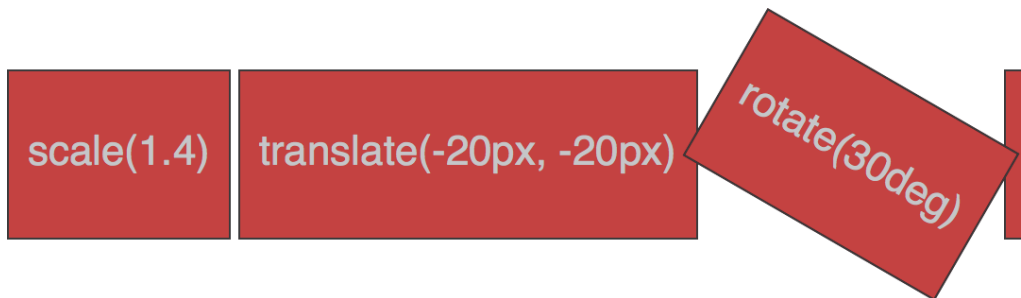 scale(1.4)
translate(-20px, -20px)
rotate(30deg)